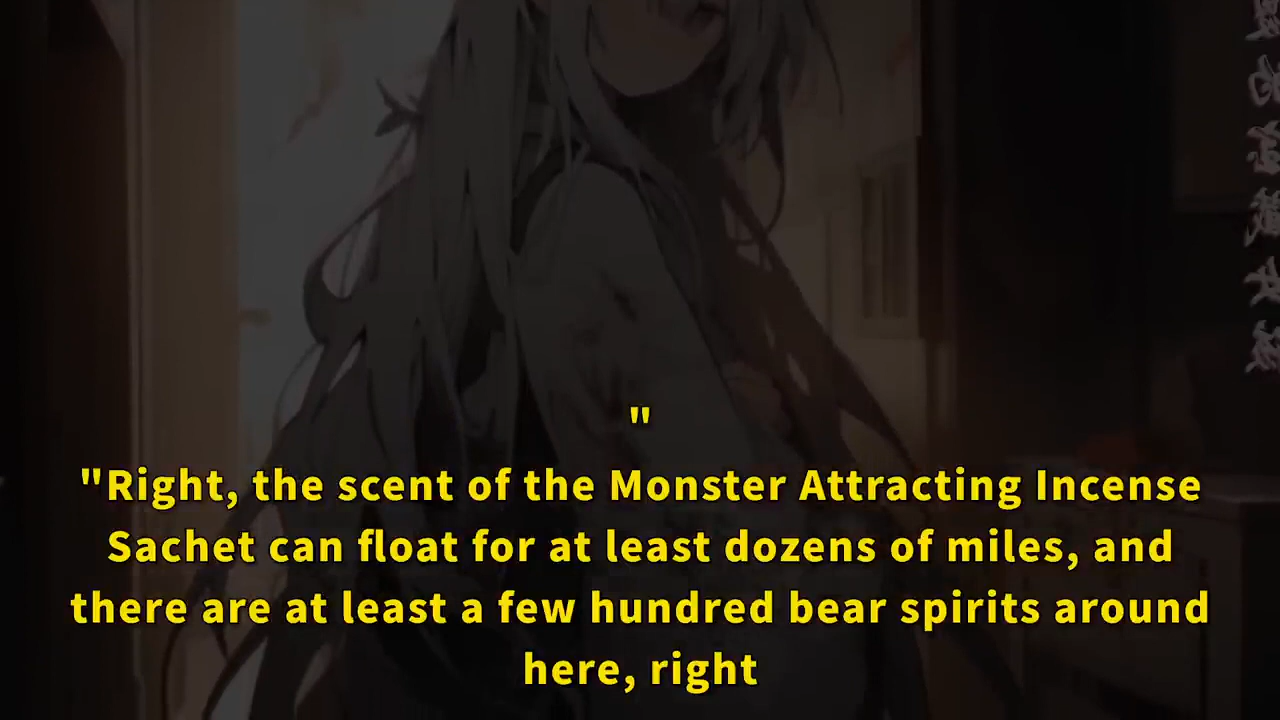 "
"Right, the scent of the Monster Attracting Incense
Sachet can float for at least dozens of miles, and
there are at least a few hundred bear spirits around
here, right